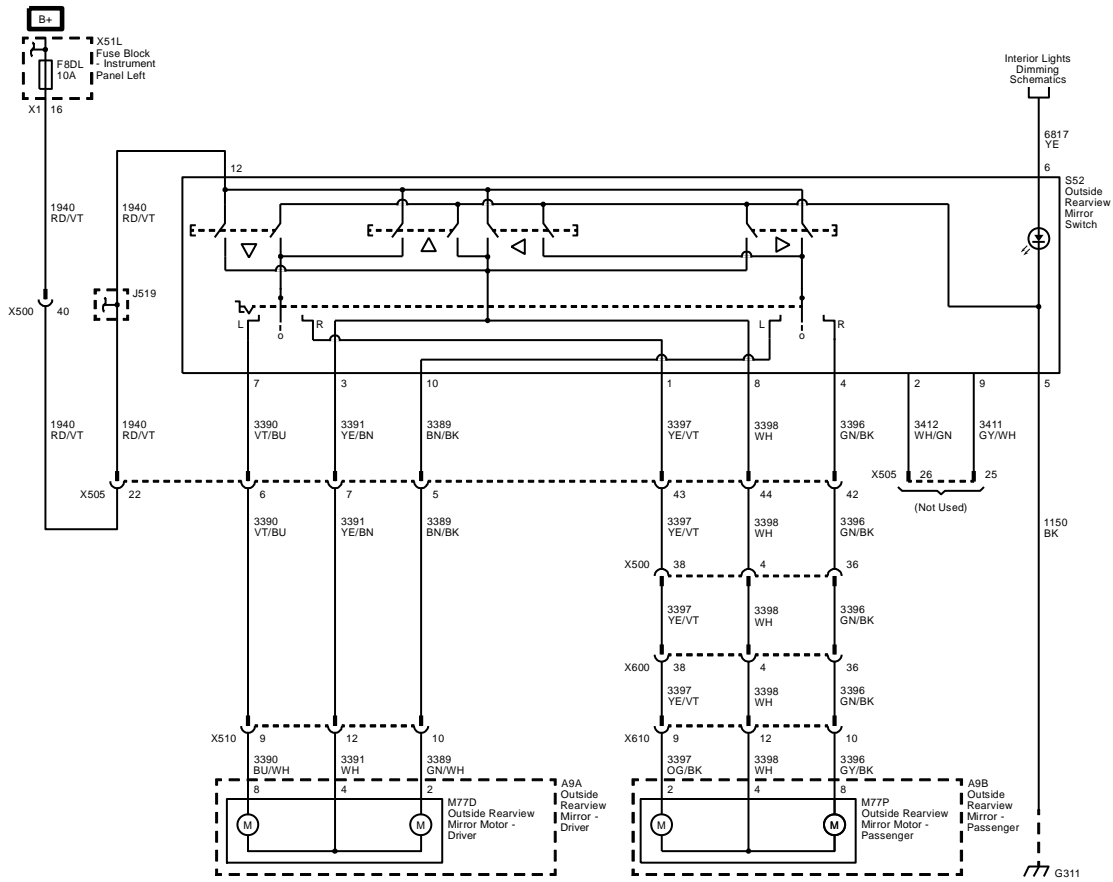 B+
X51L
Fuse Block
- Instrument
Panel Left
F8DL
10A
X1 16
Interior Lights
Dimming
Schematics
6817
YE
12
6
S52
Outside
Rearview
Mirror
Switch
1940
RD/VT
1940
RD/VT
J519
X500 40
L
o
R
L
o
R
7
3
10
1
8
4
2
9
5
1940
RD/VT
1940
RD/VT
3390
VT/BU
3391
YE/BN
3389
BN/BK
3397
YE/VT
3398
WH
3396
GN/BK
3412
WH/GN
3411
GY/WH
X505 22
6
7
5
43
44
42
X505 26
25
(Not Used)
3390
VT/BU
3391
YE/BN
3389
BN/BK
3397
YE/VT
3398
WH
3396
GN/BK
1150
BK
X500 38
4
36
3397
YE/VT
3398
WH
3396
GN/BK
X600 38
4
36
3397
YE/VT
3398
WH
3396
GN/BK
X510 9
12
10
X610 9
12
10
3390
BU/WH
3391
WH
3389
GN/WH
3397
OG/BK
3398
WH
3396
GY/BK
8
4
2
2
4
8
A9A
Outside
Rearview
Mirror -
Driver
M77D
Outside Rearview
Mirror Motor -
Driver
M
M
A9B
Outside
Rearview
Mirror -
Passenger
M77P
Outside Rearview
Mirror Motor -
Passenger
M
M
G311